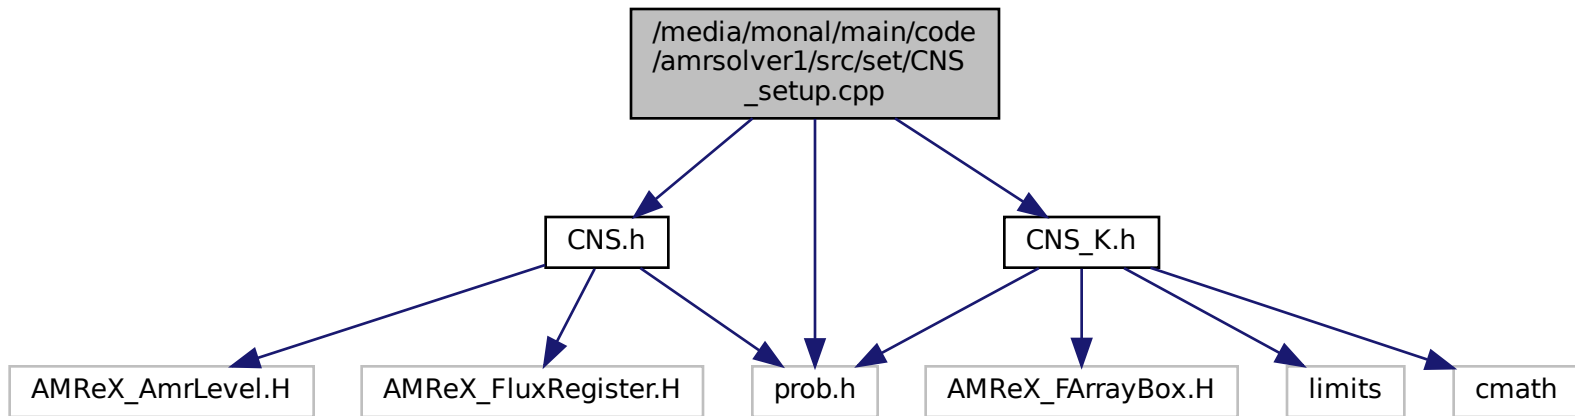 /media/monal/main/code
/amrsolver1/src/set/CNS
_setup.cpp
CNS.h
CNS_K.h
AMReX_AmrLevel.H
AMReX_FluxRegister.H
prob.h
AMReX_FArrayBox.H
limits
cmath